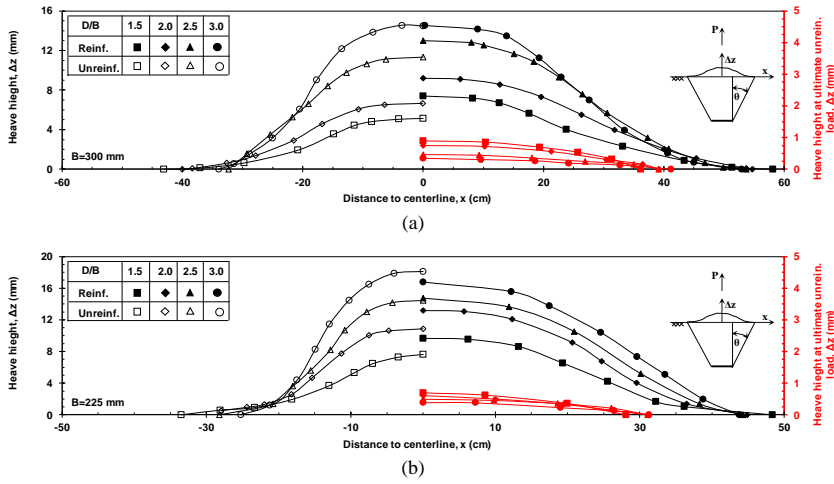 D/B 1.5 2.0 2.5 3.0
Reinf.
Unreinf.
B=300 mm
Heave hieght, Δz (mm)
16
12
8
4
0
-60 -40 -20 0 20 40 60
Distance to centerline, x (cm)
5
4
3
2
1
0
Heave hieght at ultimate unrein. load, Δz (mm)
P
Δz
x
θ
(a)
D/B 1.5 2.0 2.5 3.0
Reinf.
Unreinf.
B=225 mm
Heave hieght, Δz (mm)
20
16
12
8
4
0
-50 -30 -10 10 30 50
Distance to centerline, x (cm)
5
4
3
2
1
0
Heave hieght at ultimate unrein. load, Δz (mm)
P
Δz
x
θ
(b)